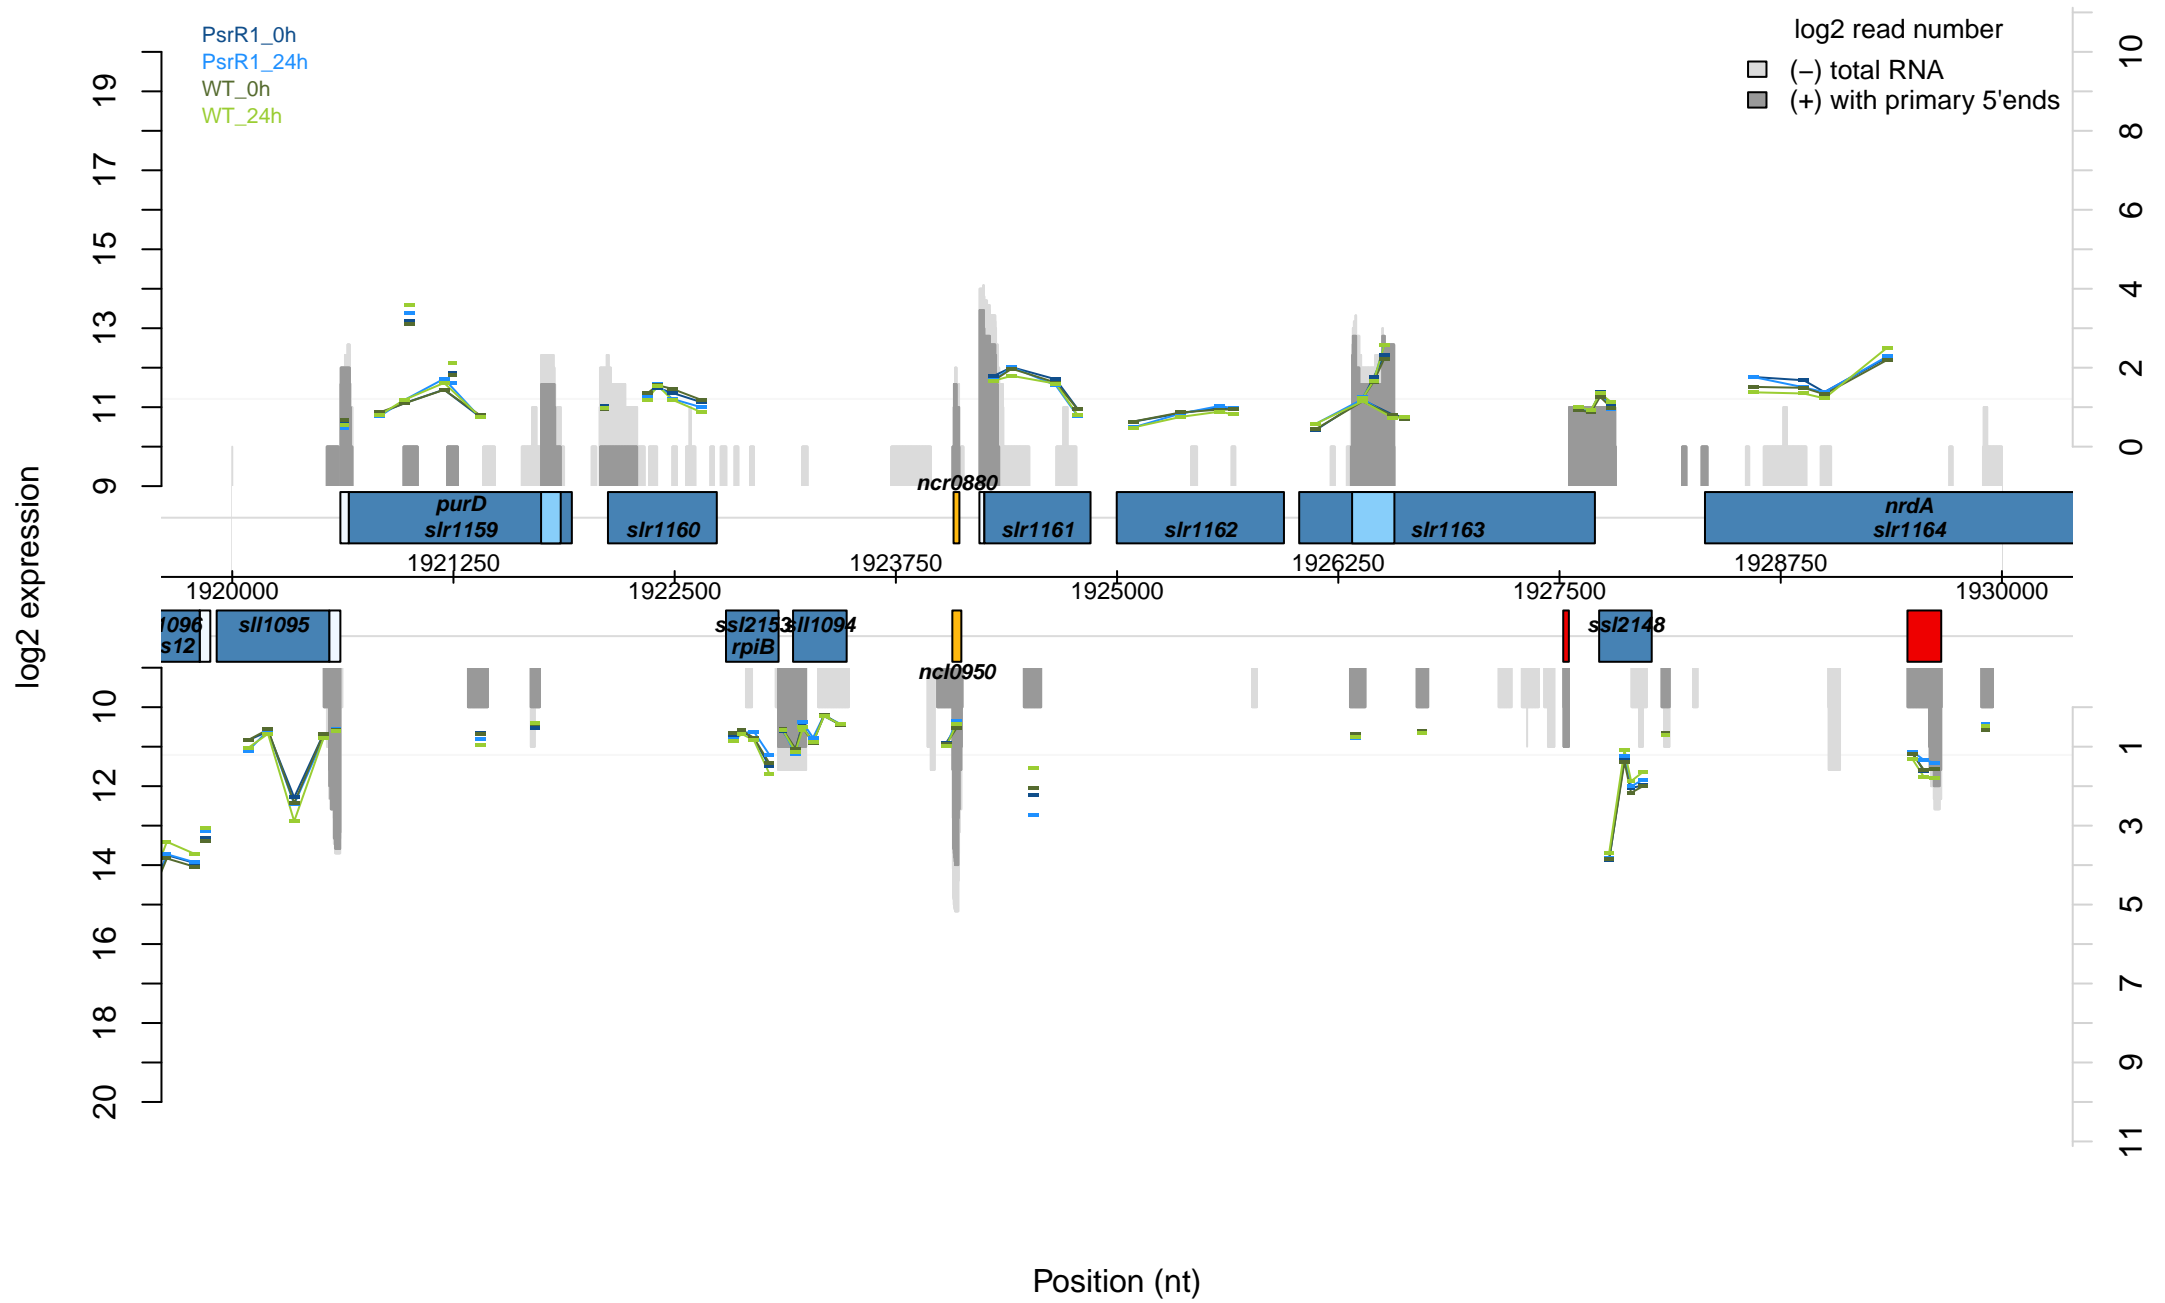 PsrR1_0h
PsrR1_24h
WT_0h
WT_24h
log2 read number
(−) total RNA
(+) with primary 5'ends
log2 expression
9 11 13 15 17 19
0 2 4 6 8 10
ncr0880
purD
slr1159
slr1160
slr1161
slr1162
slr1163
nrdA
slr1164
1921250 1923750 1926250 1928750
1920000 1922500 1925000 1927500 1930000
1096
s12
sll1095
ssl2153
rpiB
sll1094
ssl2148
ncl0950
10 12 14 16 18 20
1 3 5 7 9 11
Position (nt)